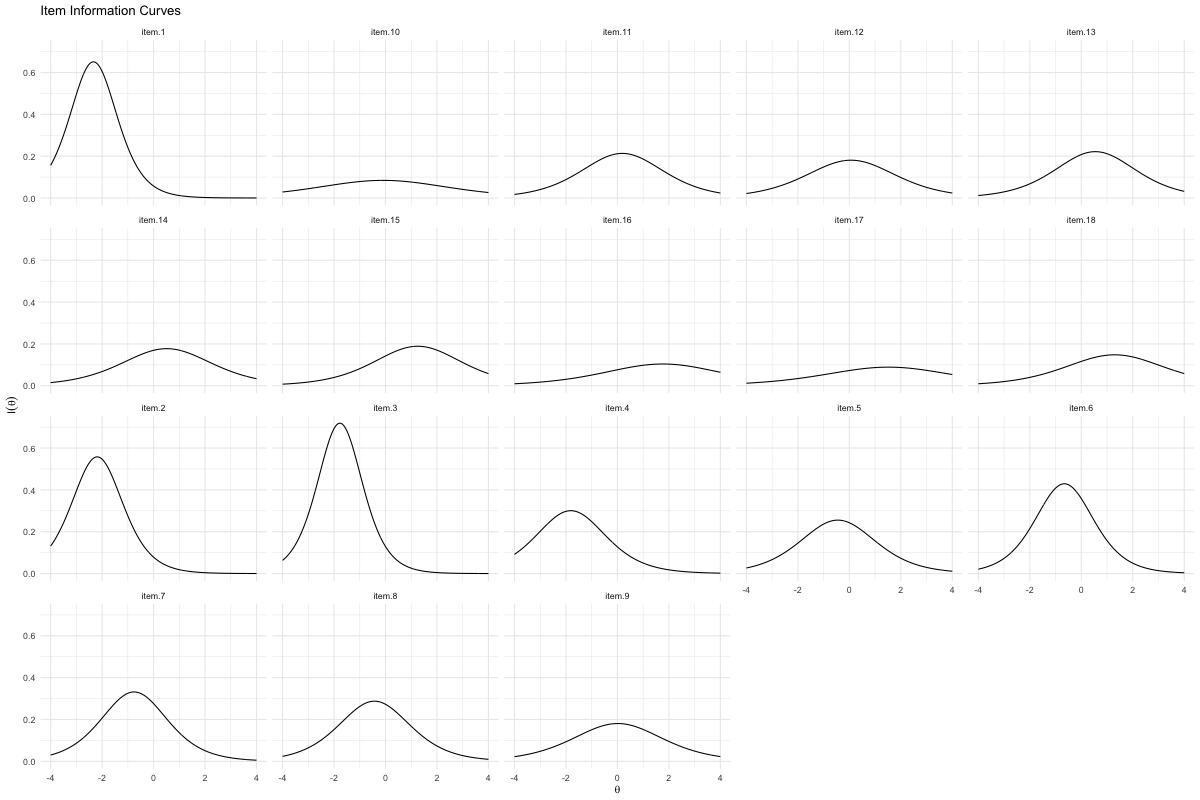 Item Information Curves
item.1 item.10 item.11 item.12 item.13
0.6
0.4
0.2
0.0
item.14 item.15 item.16 item.17 item.18
0.6
0.4
0.2
0.0
I(θ)
item.2 item.3 item.4 item.5 item.6
0.6
0.4
0.2
0.0
-4 -2 0 2 4 -4 -2 0 2 4
item.7 item.8 item.9
0.6
0.4
0.2
0.0
-4 -2 0 2 4 -4 -2 0 2 4 -4 -2 0 2 4
θ